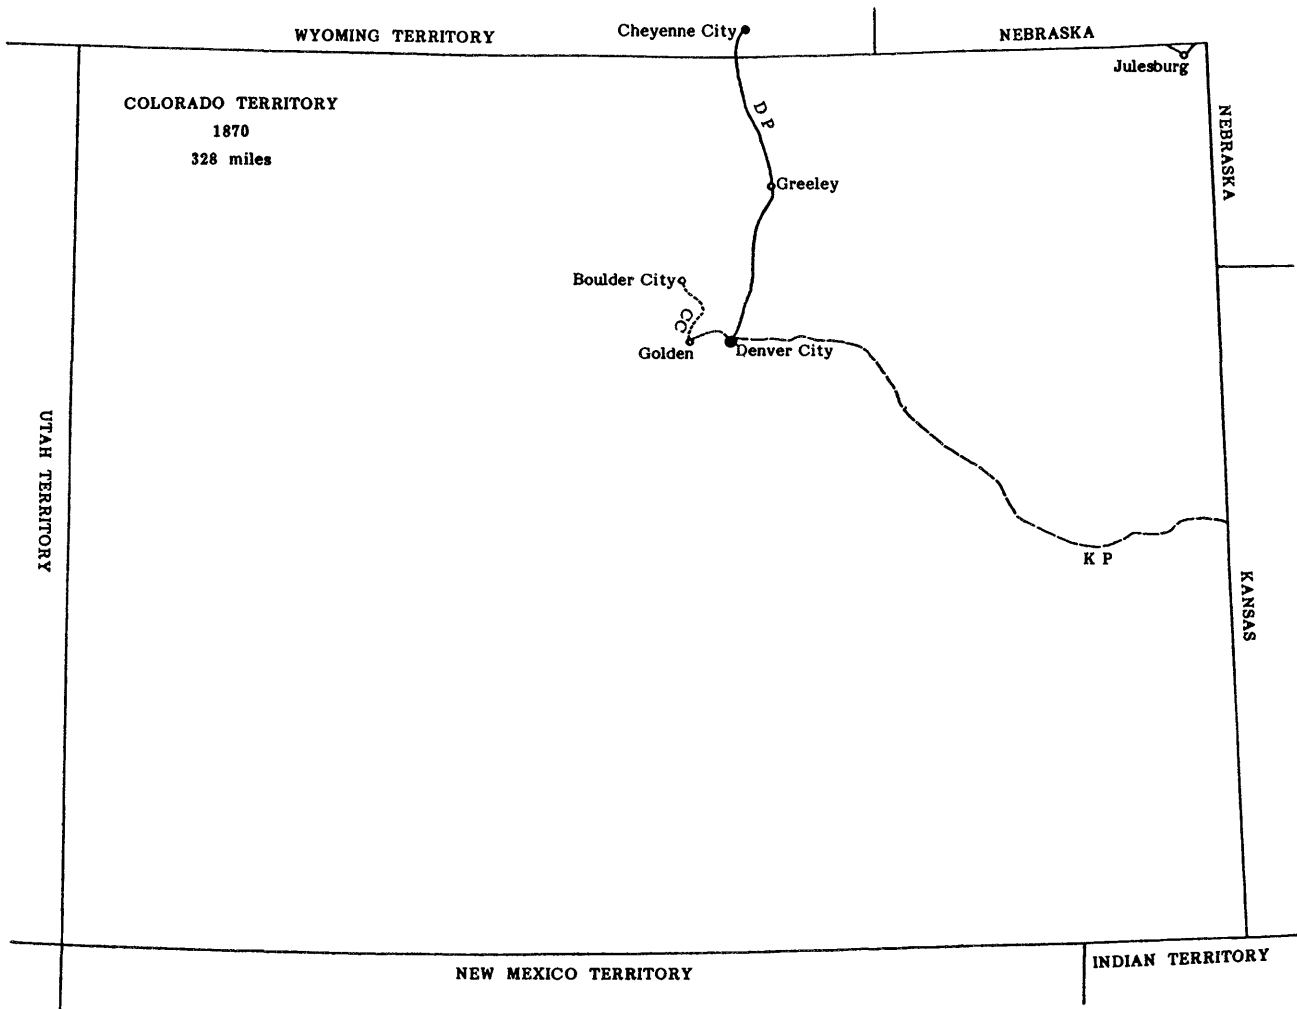 WYOMING TERRITORY
Cheyenne City
NEBRASKA
Julesburg
COLORADO TERRITORY
1870
328 miles
D P
NEBRASKA
Greeley
Boulder City
CC
Golden
Denver City
UTAH TERRITORY
K P
KANSAS
NEW MEXICO TERRITORY
INDIAN TERRITORY